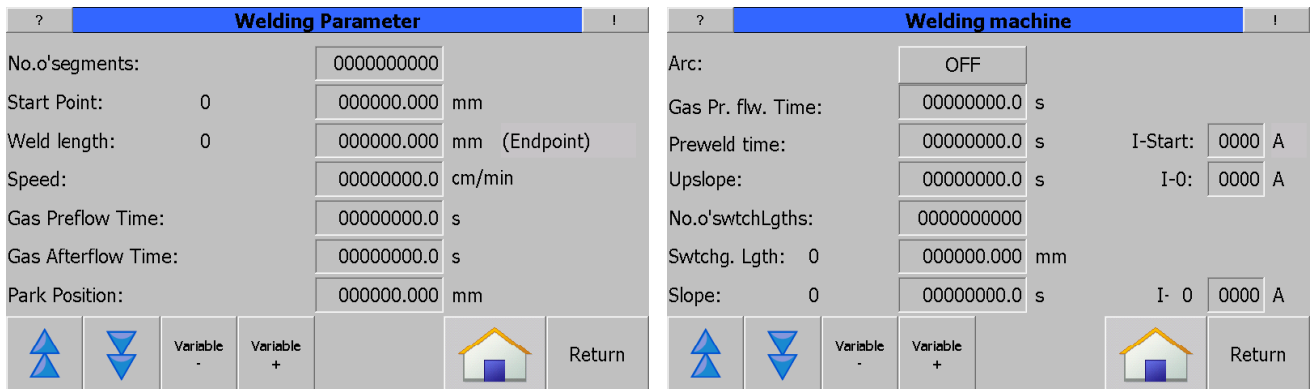 ? Welding Parameter !
No.o'segments: 0000000000
Start Point: 0 000000.000 mm
Weld length: 0 000000.000 mm (Endpoint)
Speed: 00000000.0 cm/min
Gas Preflow Time: 00000000.0 s
Gas Afterflow Time: 00000000.0 s
Park Position: 000000.000 mm
Variable - Variable + Return
? Welding machine !
Arc: OFF
Gas Pr. flw. Time: 00000000.0 s
Preweld time: 00000000.0 s I-Start: 0000 A
Upslope: 00000000.0 s I-0: 0000 A
No.o'swtchLgths: 0000000000
Swtchg. Lgth: 0 000000.000 mm
Slope: 0 00000000.0 s I- 0 0000 A
Variable - Variable + Return